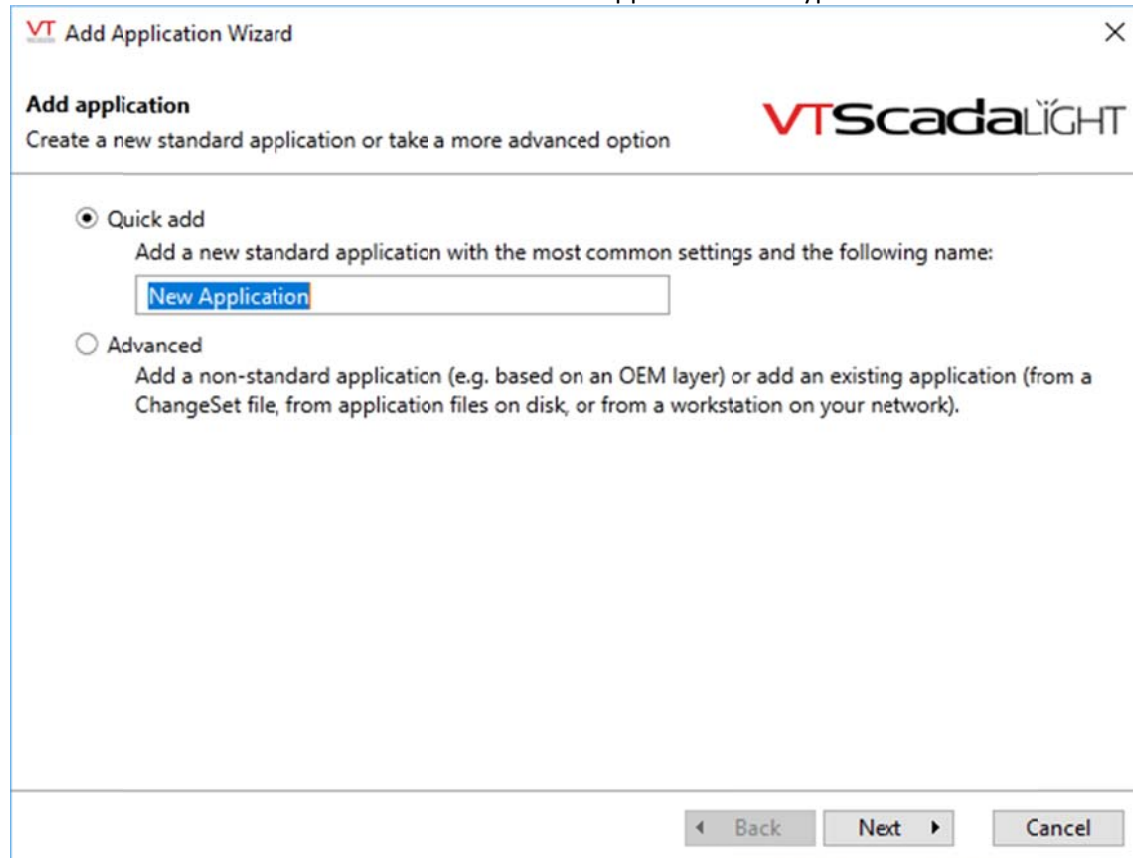 VT Add Application Wizard
Add application
Create a new standard application or take a more advanced option
VTScadaLIGHT
Quick add
Add a new standard application with the most common settings and the following name:
New Application
Advanced
Add a non-standard application (e.g. based on an OEM layer) or add an existing application (from a
ChangeSet file, from application files on disk, or from a workstation on your network).
Back Next Cancel